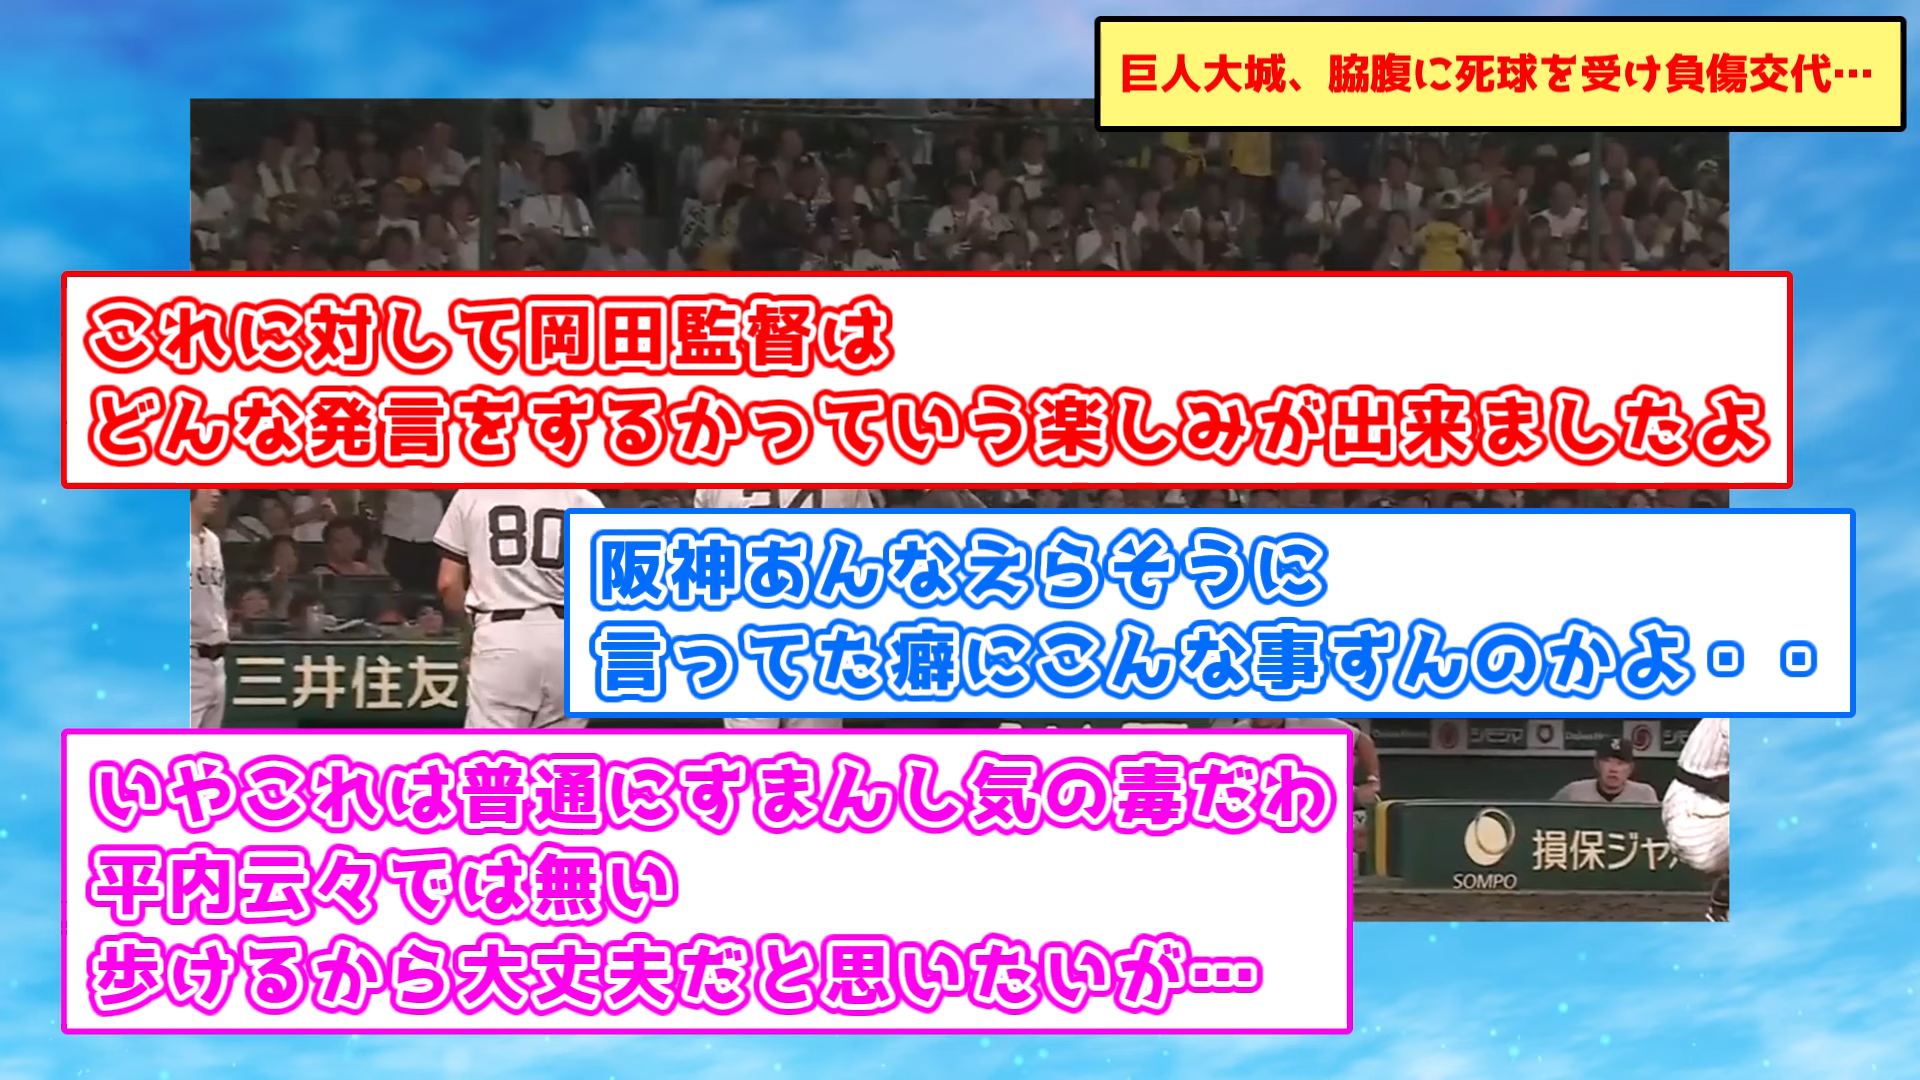 巨人大城、脇腹に死球を受け負傷交代…
これに対して岡田監督は
どんな発言をするかっていう楽しみが出来ましたよ
80
阪神あんなえらそうに
言ってた癖にこんな事すんのかよ・・
三井住友
いやこれは普通にすまんし気の毒だわ
平内云々では無い
歩けるから大丈夫だと思いたいが…
SOMPO
損保ジャ